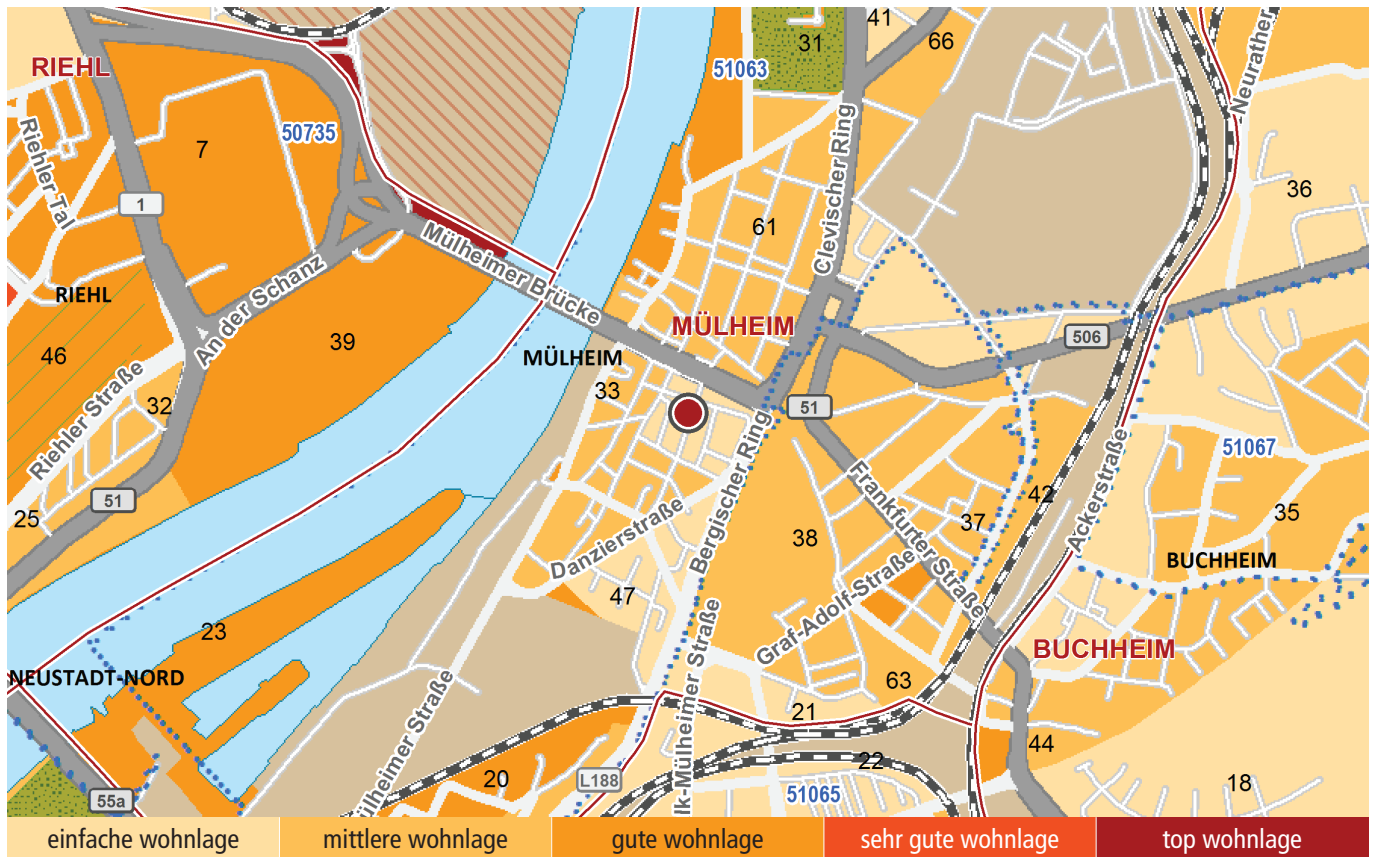 41
31
66
RIEHL
51063
Neurather
7
50735
Riehler Tal
1
Clevischer Ring
36
61
Mülheimer Brücke
An der Schanz
RIEHL
MÜLHEIM
506
39
46
MÜLHEIM
33
Riehler Straße
32
51
Bergischer Ring
51067
51
25
Frankfurter Straße
42
Ackerstraße
37
35
38
Danzierstraße
BUCHHEIM
47
Graf-Adolf-Straße
23
BUCHHEIM
NEUSTADT-NORD
63
lk-Mülheimer Straße
21
ülheimer Straße
44
22
20
L188
18
51065
55a
einfache wohnlage
mittlere wohnlage
gute wohnlage
sehr gute wohnlage
top wohnlage